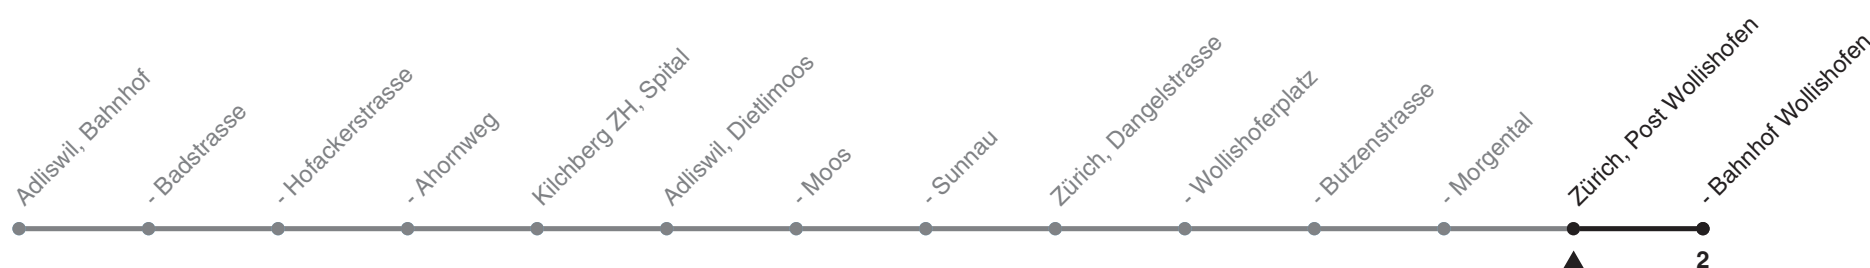 Adliswil, Bahnhof
- Badstrasse
- Hofackerstrasse
- Ahornweg
Kilchberg ZH, Spital
Adliswil, Dietlimoos
- Moos
- Sunnau
Zürich, Dangelstrasse
- Wollishoferplatz
- Butzenstrasse
- Morgental
Zürich, Post Wollishofen
- Bahnhof Wollishofen
2